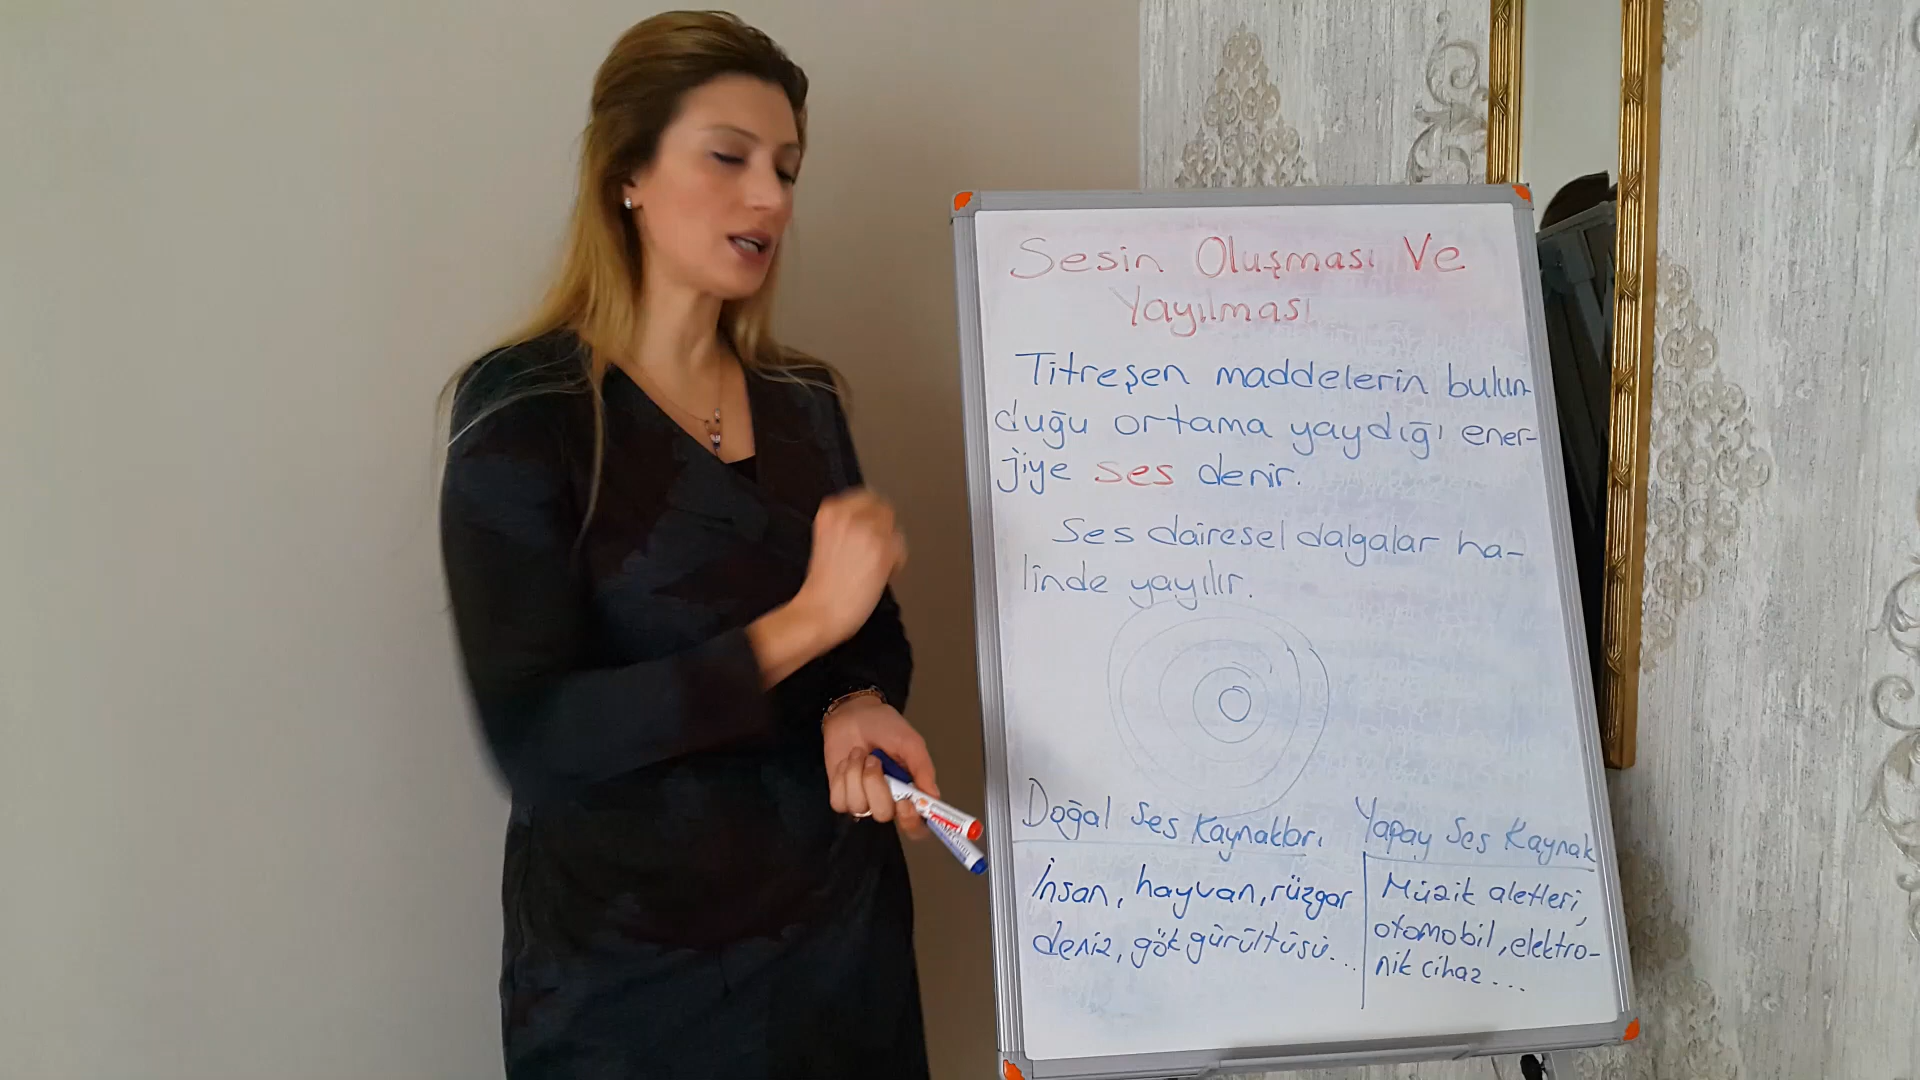 Sesin Oluşması Ve
Yayılması
Titreşen maddelerin bulun-
duğu ortama yaydığı ener-
jiye ses denir.
Ses dairesel dalgalar ha-
linde yayılır.
Doğal Ses Kaynakları
İnsan, hayvan, rüzgar
deniz, gök gürültüsü...
Yapay Ses Kaynak
Müzik aletleri,
otomobil, elektro-
nik cihaz...